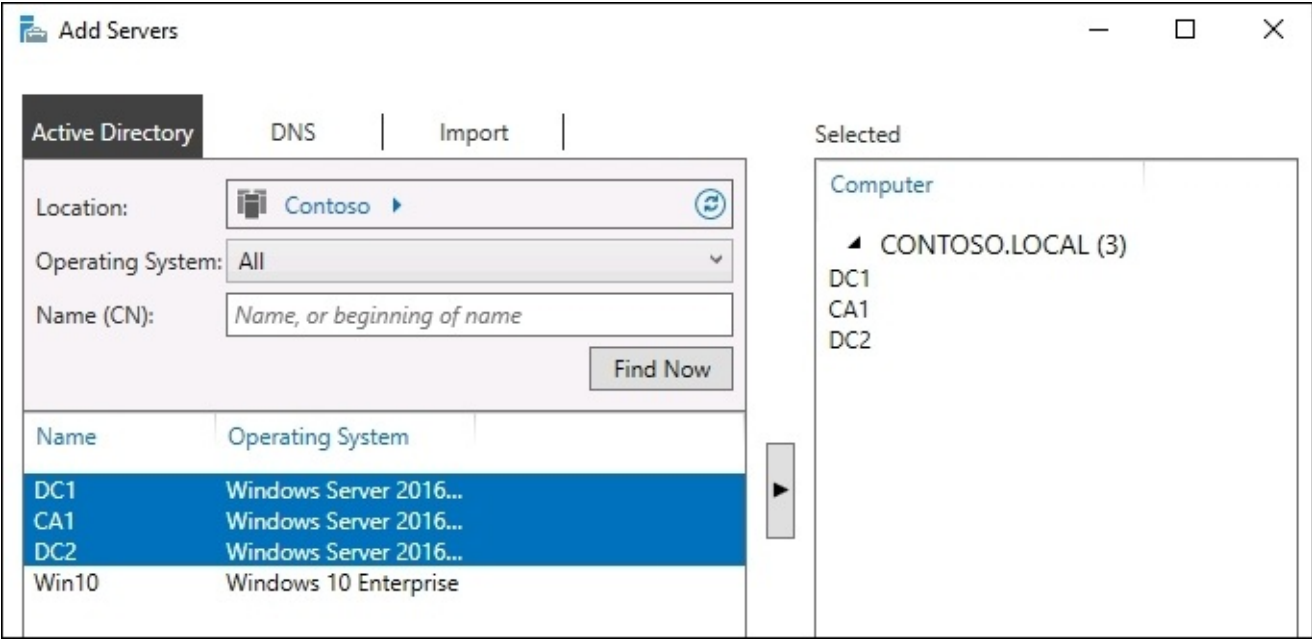 Add Servers
Active Directory DNS Import
Location: Contoso
Operating System: All
Name (CN): Name, or beginning of name
Find Now
Name Operating System
DC1 Windows Server 2016...
CA1 Windows Server 2016...
DC2 Windows Server 2016...
Win10 Windows 10 Enterprise
Selected
Computer
CONTOSO.LOCAL (3)
DC1
CA1
DC2